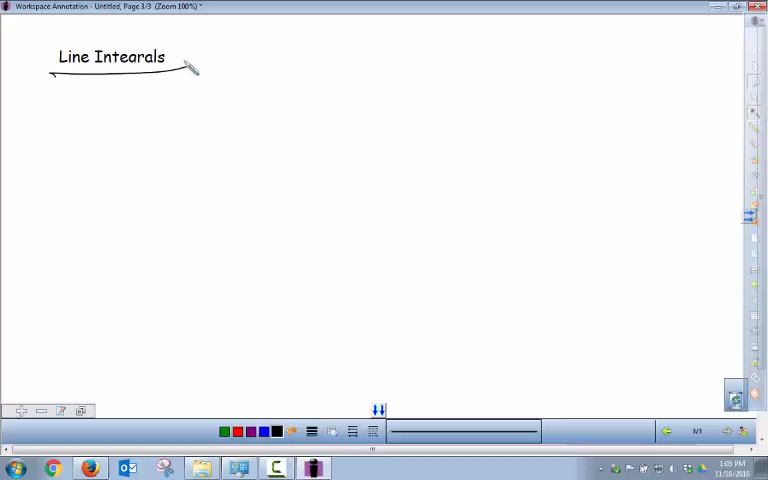 Workspace Annotation - Untitled, Page 3/3 (Zoom 100%) *
Line Intearals
3/3
1:05 PM
11/16/2016